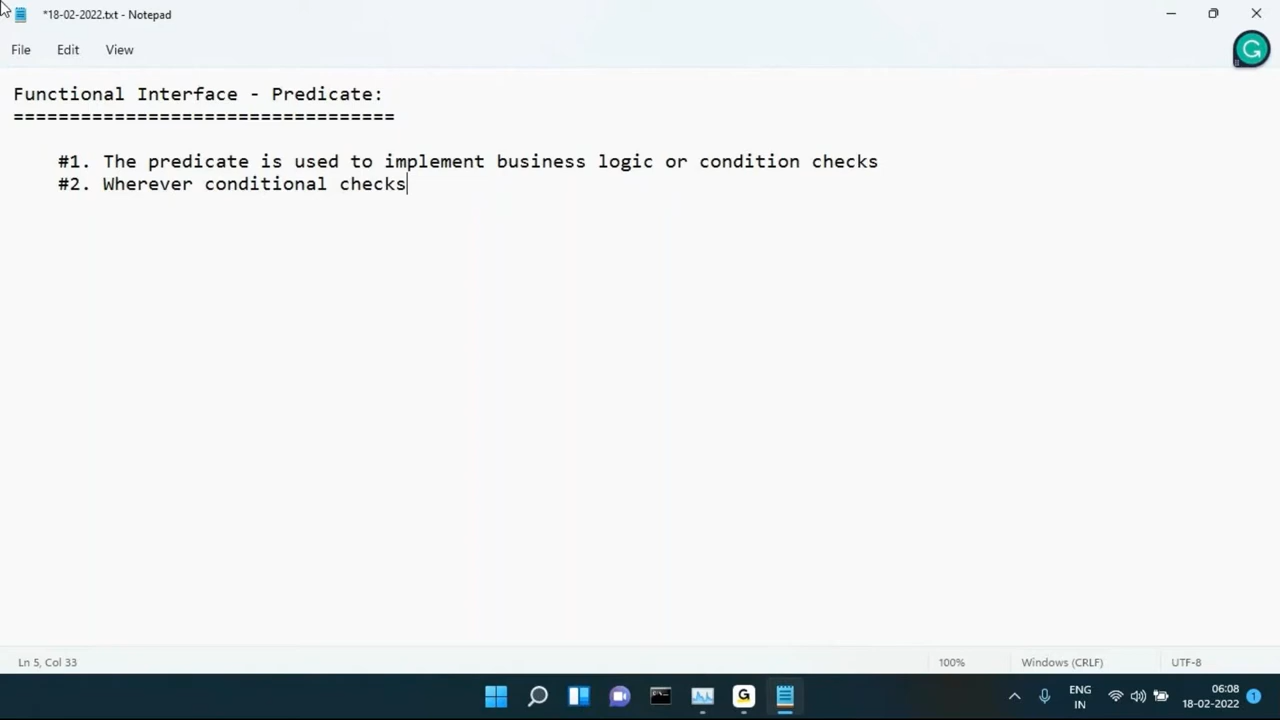 *18-02-2022.txt - Notepad
File Edit View
G
Functional Interface - Predicate:
==================================
#1. The predicate is used to implement business logic or condition checks
#2. Wherever conditional checks
Ln 5, Col 33
100%
Windows (CRLF)
UTF-8
G
ENG
IN
06:08
18-02-2022
1